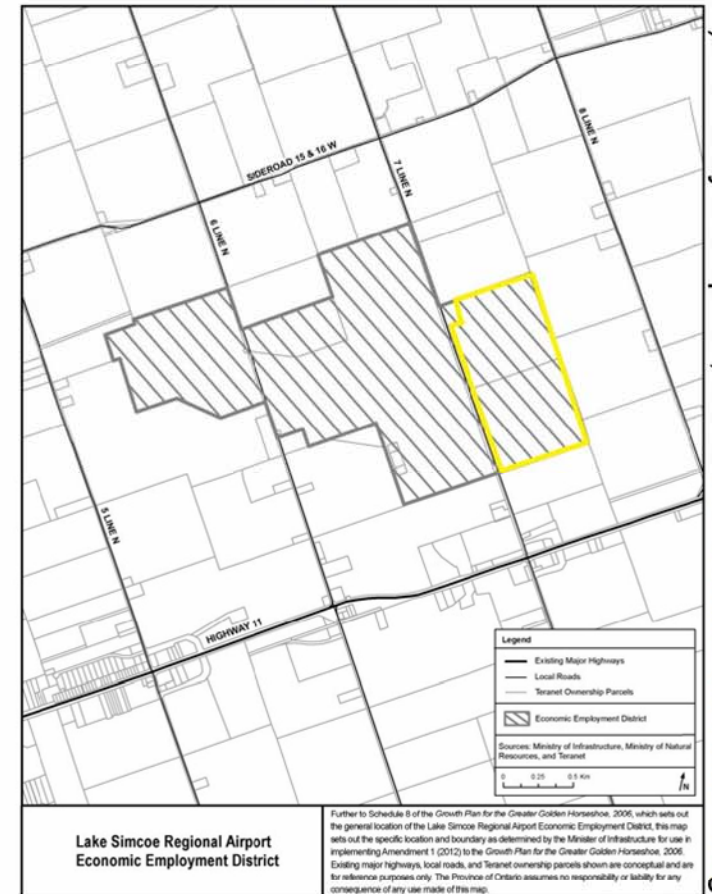 SIDEROAD 15 & 16 W
8 LINE N
7 LINE N
6 LINE N
5 LINE N
HIGHWAY 11
Legend
Existing Major Highways
Local Roads
Teranet Ownership Parcels
Economic Employment District
Sources: Ministry of Infrastructure, Ministry of Natural
Resources, and Teranet
0 0.25 0.5 Km
N
Lake Simcoe Regional Airport
Economic Employment District
Further to Schedule 8 of the Growth Plan for the Greater Golden Horseshoe, 2006, which sets out
the general location of the Lake Simcoe Regional Airport Economic Employment District, this map
sets out the specific location and boundary as determined by the Minister of Infrastructure for use in
implementing Amendment 1 (2012) to the Growth Plan for the Greater Golden Horseshoe, 2006.
Existing major highways, local roads, and Teranet ownership parcels shown are conceptual and are
for reference purposes only. The Province of Ontario assumes no responsibility or liability for any
consequence of any use made of this map.